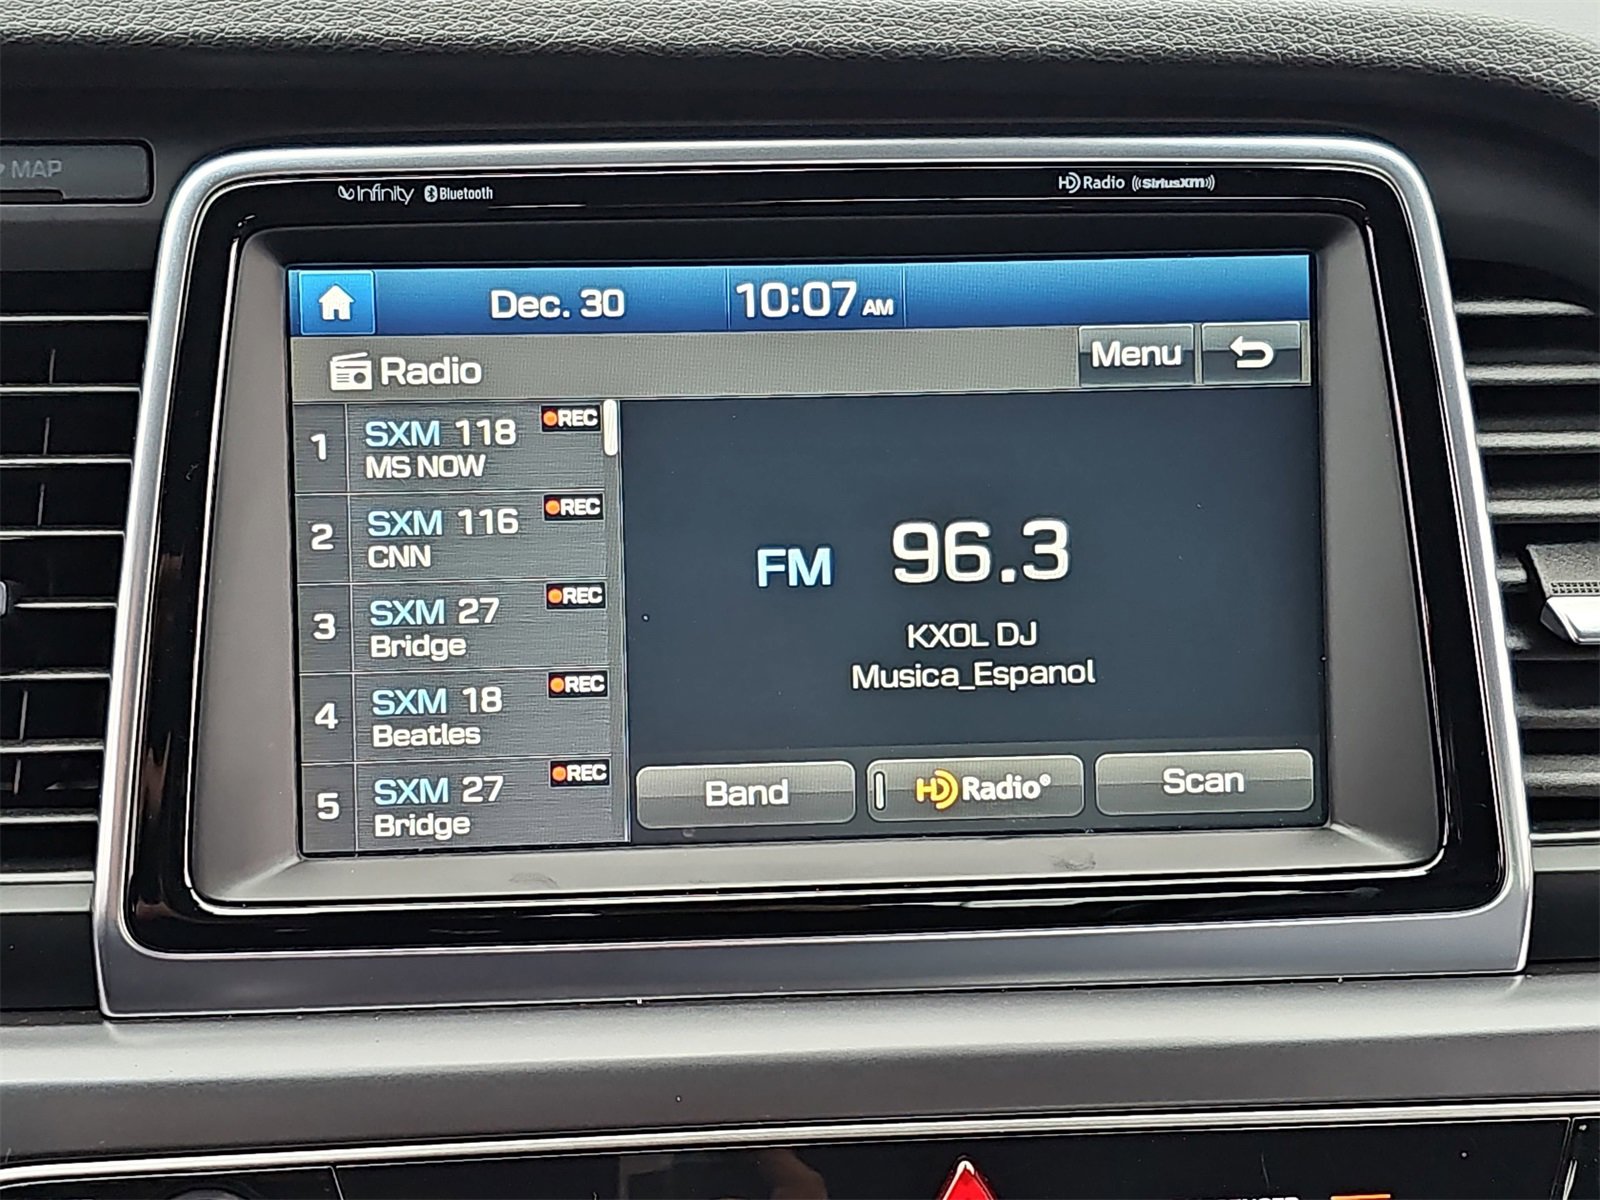 MAP
Infinity Bluetooth
HD Radio ((SiriusXM))
Dec. 30 10:07 AM
Radio
Menu
1 SXM 118 REC
MS NOW
2 SXM 116 REC
CNN
3 SXM 27 REC
Bridge
4 SXM 18 REC
Beatles
5 SXM 27 REC
Bridge
FM 96.3
KXOL DJ
Musica_Espanol
Band
HD Radio®
Scan